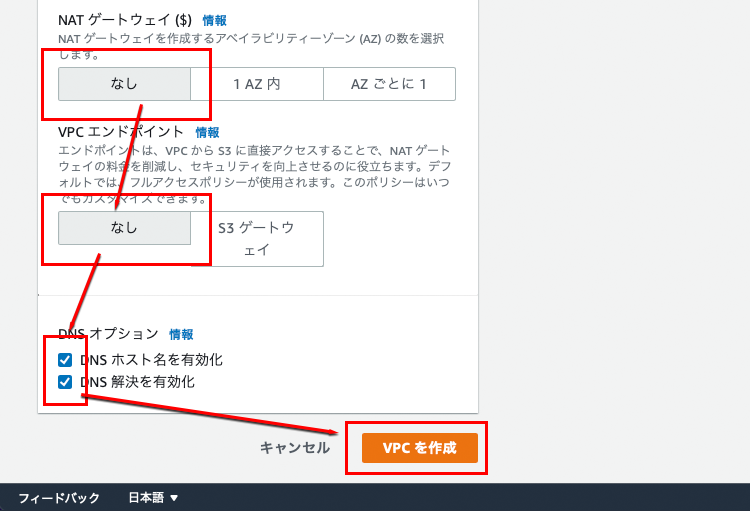 NAT ゲートウェイ ($) 情報
NAT ゲートウェイを作成するアベイラビリティーゾーン (AZ) の数を選択
します。
なし 1 AZ 内 AZ ごとに 1
VPC エンドポイント 情報
エンドポイントは、VPC から S3 に直接アクセスすることで、NAT ゲート
ウェイの料金を削減し、セキュリティを向上させるのに役立ちます。デフ
ォルトでは、フルアクセスポリシーが使用されます。このポリシーはいつ
でもカスタマイズできます。
なし S3 ゲートウ
ェイ
DNS オプション 情報
DNS ホスト名を有効化
DNS 解決を有効化
キャンセル VPC を作成
フィードバック 日本語 ▼